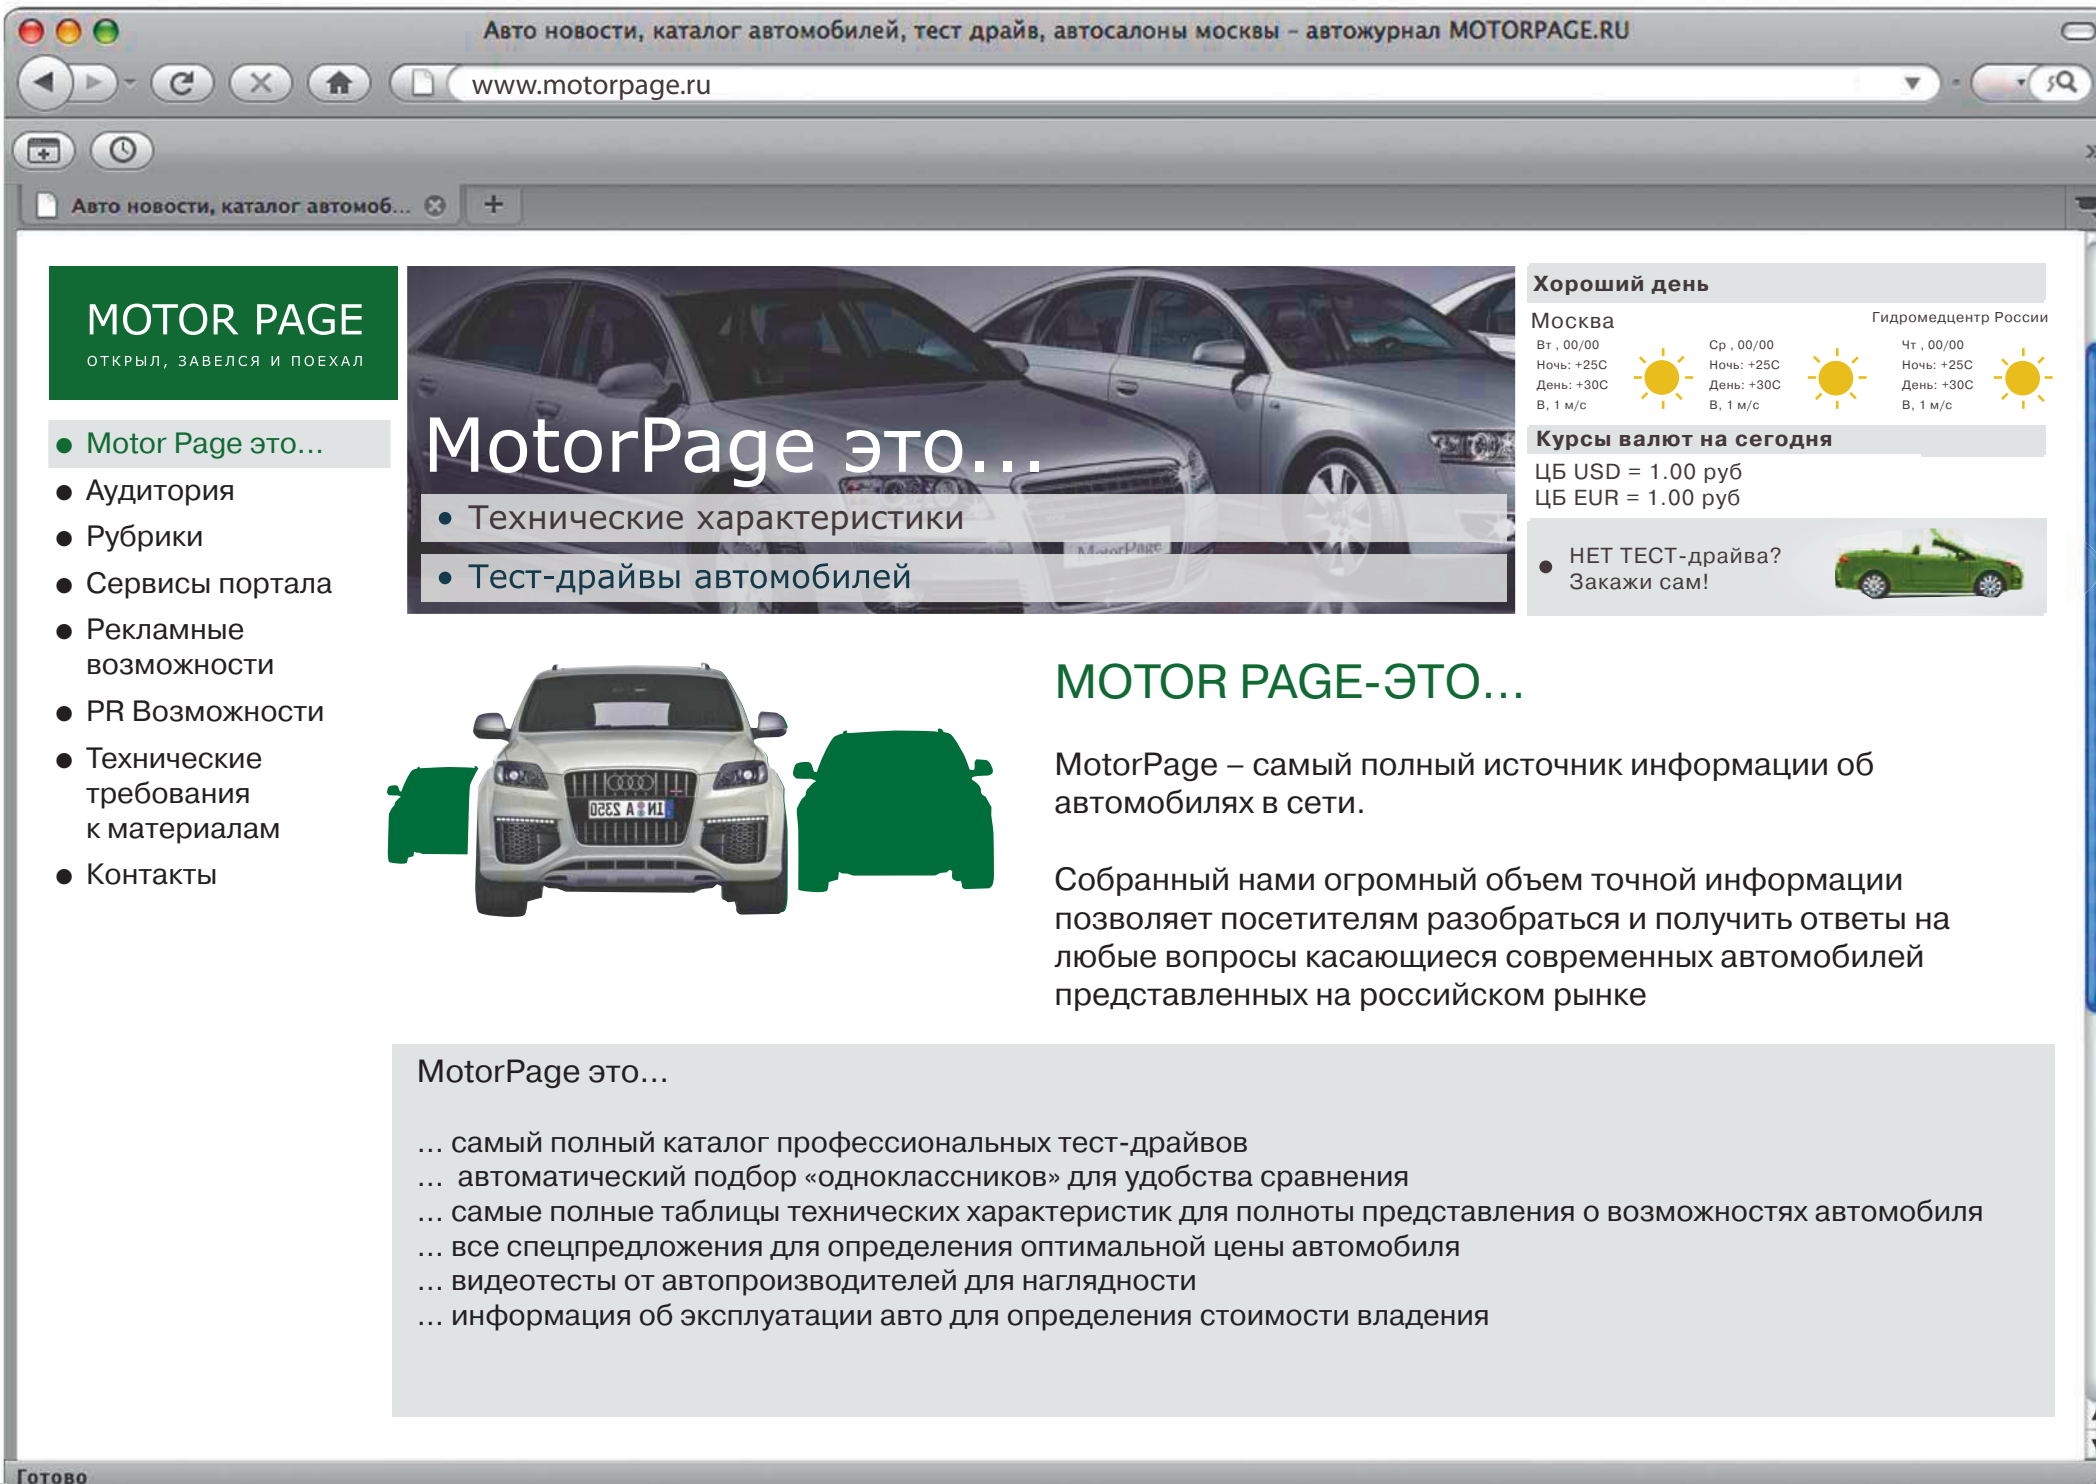 Авто новости, каталог автомобилей, тест драйв, автосалоны москвы – автожурнал MOTORPAGE.RU
www.motorpage.ru
Авто новости, каталог автомоб...
MOTOR PAGE
ОТКРЫЛ, ЗАВЕЛСЯ И ПОЕХАЛ
Motor Page это...
Аудитория
Рубрики
Сервисы портала
Рекламные
возможности
PR Возможности
Технические
требования
к материалам
Контакты
MotorPage это...
Технические характеристики
MotorPage
Тест-драйвы автомобилей
Хороший день
Москва
Гидромедцентр России
Вт , 00/00
Ночь: +25С
День: +30С
В, 1 м/с
Ср , 00/00
Ночь: +25С
День: +30С
В, 1 м/с
Чт , 00/00
Ночь: +25С
День: +30С
В, 1 м/с
Курсы валют на сегодня
ЦБ USD = 1.00 руб
ЦБ EUR = 1.00 руб
НЕТ ТЕСТ-драйва?
Закажи сам!
IN A 2350
MOTOR PAGE-ЭТО...
MotorPage – самый полный источник информации об
автомобилях в сети.
Собранный нами огромный объем точной информации
позволяет посетителям разобраться и получить ответы на
любые вопросы касающиеся современных автомобилей
представленных на российском рынке
MotorPage это...
... самый полный каталог профессиональных тест-драйвов
... автоматический подбор «одноклассников» для удобства сравнения
... самые полные таблицы технических характеристик для полноты представления о возможностях автомобиля
... все спецпредложения для определения оптимальной цены автомобиля
... видеотесты от автопроизводителей для наглядности
... информация об эксплуатации авто для определения стоимости владения
Готово